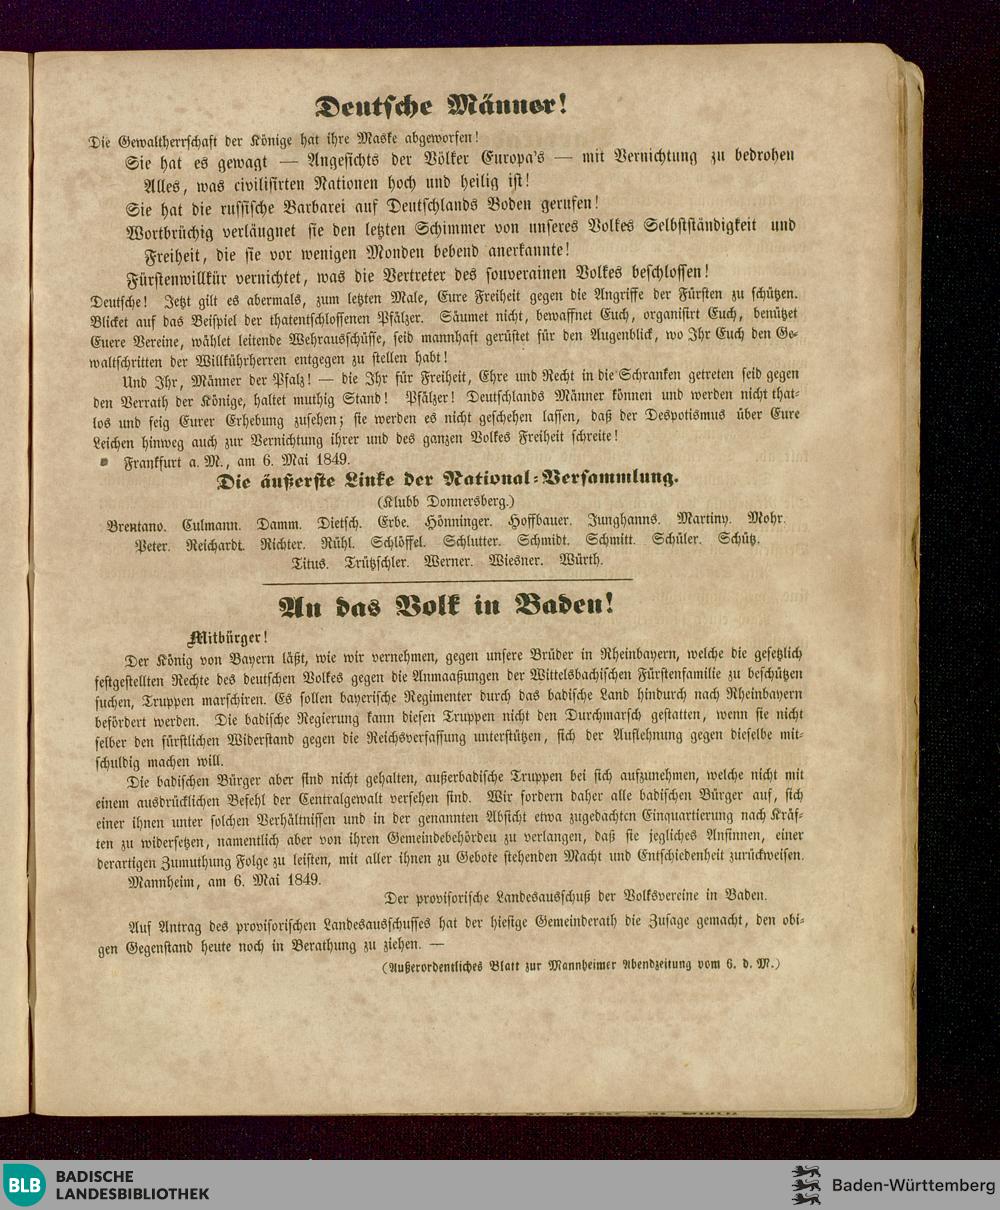 Deutsche Männer!
Die Gewaltherrschaft der Könige hat ihre Maske abgeworfen!
Sie hat es gewagt — Angesichts der Völker Europa's — mit Vernichtung zu bedrohen
Alles, was civilisirten Nationen hoch und heilig ist!
Sie hat die russische Barbarei auf Deutschlands Boden gerufen!
Wortbrüchig verläugnet sie den letzten Schimmer von unseres Volkes Selbstständigkeit und
Freiheit, die sie vor wenigen Monden bebend anerkannte!
Fürstenwillkür vernichtet, was die Vertreter des souverainen Volkes beschlossen!
Deutsche! Jetzt gilt es abermals, zum letzten Male, Eure Freiheit gegen die Angriffe der Fürsten zu schützen.
Blicket auf das Beispiel der thatentschlossenen Pfälzer. Säumet nicht, bewaffnet Euch, organisirt Euch, benützet
Euere Vereine, wählet leitende Wehrausschüsse, seid mannhaft gerüstet für den Augenblick, wo Ihr Euch den Ge-
waltschritten der Willkührherren entgegen zu stellen habt!
Und Ihr, Männer der Pfalz! — die Ihr für Freiheit, Ehre und Recht in die Schranken getreten seid gegen
den Verrath der Könige, haltet muthig Stand! Pfälzer! Deutschlands Männer können und werden nicht that-
los und feig Eurer Erhebung zusehen; sie werden es nicht geschehen lassen, daß der Despotismus über Eure
Leichen hinweg auch zur Vernichtung ihrer und des ganzen Volkes Freiheit schreite!
Frankfurt a. M., am 6. Mai 1849.
Die äußerste Linke der National-Versammlung.
(Klubb Donnersberg.)
Brentano. Culmann. Damm. Dietsch. Erbe. Hönninger. Hoffbauer. Junghanns. Martiny. Mohr.
Peter. Reichardt. Richter. Rühl. Schlöffel. Schlutter. Schmidt. Schmitt. Schüler. Schütz.
Titus. Trützschler. Werner. Wiesner. Würth.
An das Volk in Baden!
Mitbürger!
Der König von Bayern läßt, wie wir vernehmen, gegen unsere Brüder in Rheinbayern, welche die gesetzlich
festgestellten Rechte des deutschen Volkes gegen die Anmaaßungen der Wittelsbachischen Fürstenfamilie zu beschützen
suchen, Truppen marschiren. Es sollen bayerische Regimenter durch das badische Land hindurch nach Rheinbayern
befördert werden. Die badische Regierung kann diesen Truppen nicht den Durchmarsch gestatten, wenn sie nicht
selber den fürstlichen Widerstand gegen die Reichsverfassung unterstützen, sich der Auflehnung gegen dieselbe mit-
schuldig machen will.
Die badischen Bürger aber sind nicht gehalten, außerbadische Truppen bei sich aufzunehmen, welche nicht mit
einem ausdrücklichen Befehl der Centralgewalt versehen sind. Wir fordern daher alle badischen Bürger auf, sich
einer ihnen unter solchen Verhältnissen und in der genannten Absicht etwa zugedachten Einquartierung nach Kräf-
ten zu widersetzen, namentlich aber von ihren Gemeindebehörden zu verlangen, daß sie jegliches Ansinnen, einer
derartigen Zumuthung Folge zu leisten, mit aller ihnen zu Gebote stehenden Macht und Entschiedenheit zurückweisen.
Mannheim, am 6. Mai 1849.
Der provisorische Landesausschuß der Volksvereine in Baden.
Auf Antrag des provisorischen Landesausschusses hat der hiesige Gemeinderath die Zusage gemacht, den obi-
gen Gegenstand heute noch in Berathung zu ziehen. —
(Außerordentliches Blatt zur Mannheimer Abendzeitung vom 6. d. M.)
BLB BADISCHE
LANDESBIBLIOTHEK
Baden-Württemberg